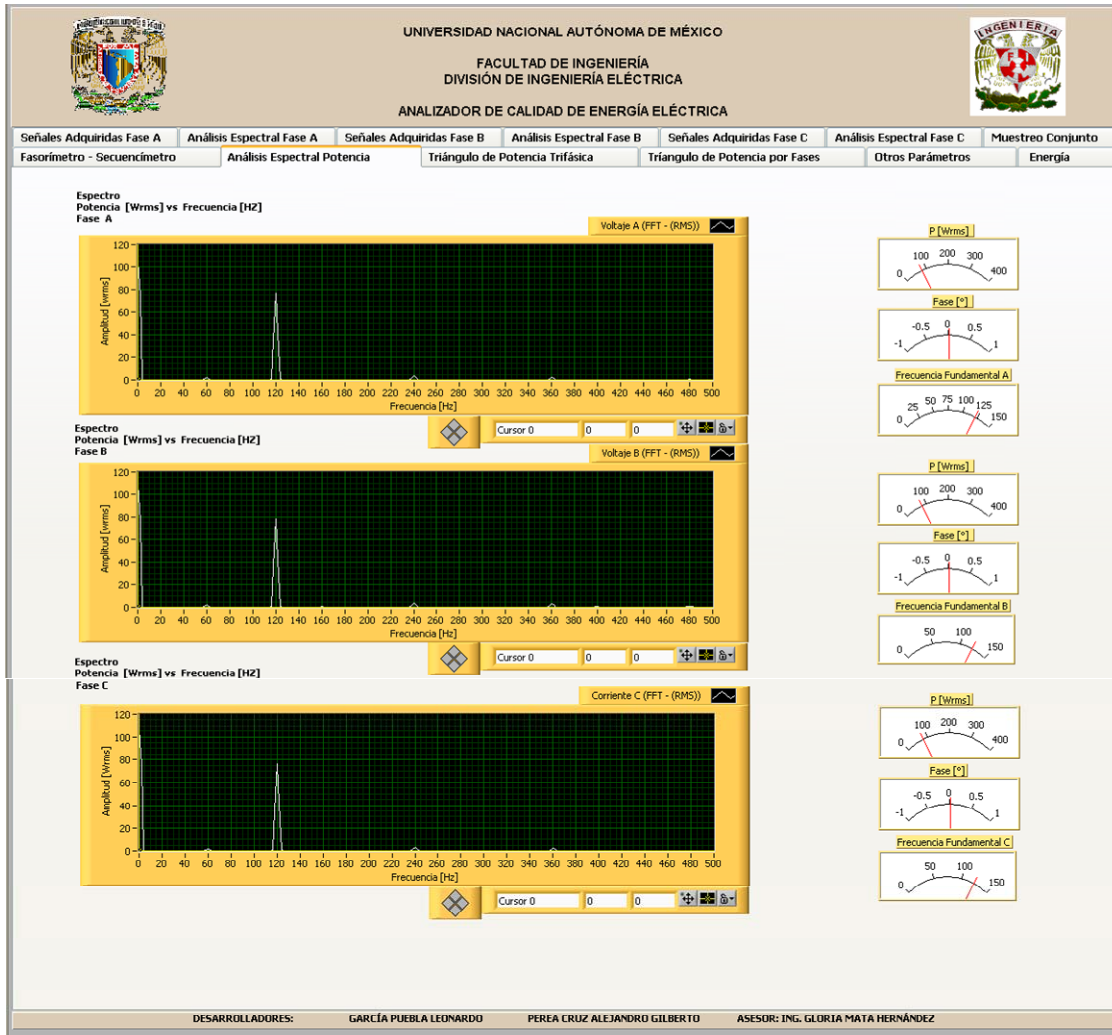 UNIVERSIDAD NACIONAL AUTÓNOMA DE MÉXICO
FACULTAD DE INGENIERÍA
DIVISIÓN DE INGENIERÍA ELÉCTRICA
ANALIZADOR DE CALIDAD DE ENERGÍA ELÉCTRICA
INGENIERIA
Señales Adquiridas Fase A Análisis Espectral Fase A Señales Adquiridas Fase B Análisis Espectral Fase B Señales Adquiridas Fase C Análisis Espectral Fase C Muestreo Conjunto
Fasorímetro - Secuencímetro Análisis Espectral Potencia Triángulo de Potencia Trifásica Tríangulo de Potencia por Fases Otros Parámetros Energía
Espectro
Potencia [Wrms] vs Frecuencia [HZ]
Fase A
Voltaje A (FFT - (RMS))
Amplitud [wrms]
120
100
80
60
40
20
0
0 20 40 60 80 100 120 140 160 180 200 220 240 260 280 300 320 340 360 380 400 420 440 460 480 500
Frecuencia [Hz]
Cursor 0 0 0
P [Wrms]
0 100 200 300 400
Fase [°]
-1 -0.5 0 0.5 1
Frecuencia Fundamental A
0 25 50 75 100 125 150
Espectro
Potencia [Wrms] vs Frecuencia [HZ]
Fase B
Voltaje B (FFT - (RMS))
Amplitud [wrms]
120
100
80
60
40
20
0
0 20 40 60 80 100 120 140 160 180 200 220 240 260 280 300 320 340 360 380 400 420 440 460 480 500
Frecuencia [Hz]
Cursor 0 0 0
P [Wrms]
0 100 200 300 400
Fase [°]
-1 -0.5 0 0.5 1
Frecuencia Fundamental B
0 50 100 150
Espectro
Potencia [Wrms] vs Frecuencia [HZ]
Fase C
Corriente C (FFT - (RMS))
Amplitud [Wrms]
120
100
80
60
40
20
0
0 20 40 60 80 100 120 140 160 180 200 220 240 260 280 300 320 340 360 380 400 420 440 460 480 500
Frecuencia [Hz]
Cursor 0 0 0
P [Wrms]
0 100 200 300 400
Fase [°]
-1 -0.5 0 0.5 1
Frecuencia Fundamental C
0 50 100 150
DESARROLLADORES: GARCÍA PUEBLA LEONARDO PEREA CRUZ ALEJANDRO GILBERTO ASESOR: ING. GLORIA MATA HERNÁNDEZ